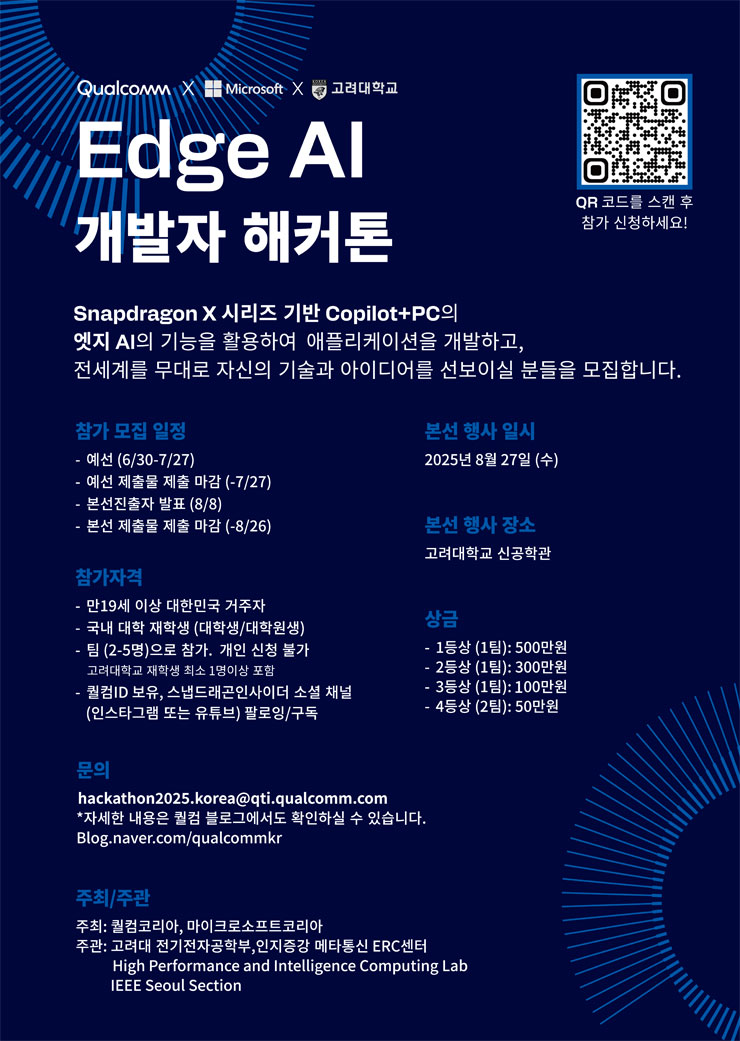 Qualcomm X Microsoft X 고려대학교
Edge AI
개발자 해커톤
QR 코드를 스캔 후
참가 신청하세요!
Snapdragon X 시리즈 기반 Copilot+PC의
엣지 AI의 기능을 활용하여 애플리케이션을 개발하고,
전세계를 무대로 자신의 기술과 아이디어를 선보이실 분들을 모집합니다.
참가 모집 일정
- 예선 (6/30-7/27)
- 예선 제출물 제출 마감 (-7/27)
- 본선진출자 발표 (8/8)
- 본선 제출물 제출 마감 (-8/26)
참가자격
- 만19세 이상 대한민국 거주자
- 국내 대학 재학생 (대학생/대학원생)
- 팀 (2-5명)으로 참가. 개인 신청 불가
고려대학교 재학생 최소 1명이상 포함
- 퀄컴ID 보유, 스냅드래곤인사이더 소셜 채널
(인스타그램 또는 유튜브) 팔로잉/구독
본선 행사 일시
2025년 8월 27일 (수)
본선 행사 장소
고려대학교 신공학관
상금
- 1등상 (1팀): 500만원
- 2등상 (1팀): 300만원
- 3등상 (1팀): 100만원
- 4등상 (2팀): 50만원
문의
hackathon2025.korea@qti.qualcomm.com
*자세한 내용은 퀄컴 블로그에서도 확인하실 수 있습니다.
Blog.naver.com/qualcommkr
주최/주관
주최: 퀄컴코리아, 마이크로소프트코리아
주관: 고려대 전기전자공학부,인지증강 메타통신 ERC센터
High Performance and Intelligence Computing Lab
IEEE Seoul Section